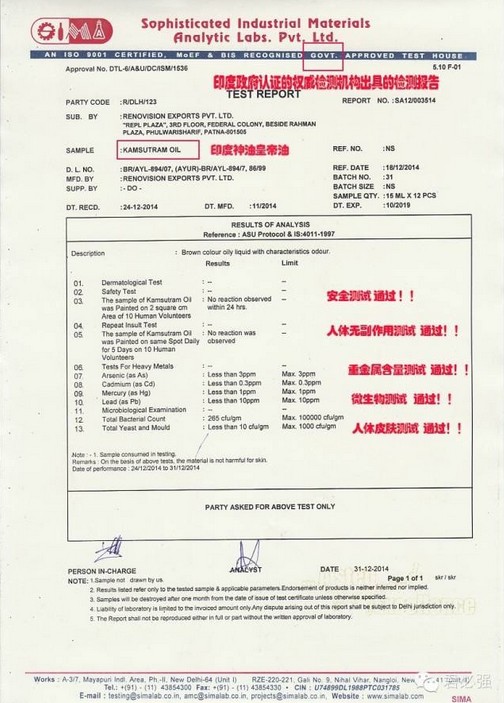 SIMA
Sophisticated Industrial Materials
Analytic Labs. Pvt. Ltd.
AN ISO 9001 CERTIFIED, MoEF & BIS RECOGNISED GOVT. APPROVED TEST HOUSE
Approval No. DTL-6/A&U/DC/ISM/1536
5.10 F-01
印度政府认证的权威检测机构出具的检测报告
TEST REPORT
PARTY CODE : R/DLH/123
REPORT NO. :SA12/003514
SUB. BY : RENOVISION EXPORTS PVT. LTD.
"REPL PLAZA", 3RD FLOOR, FEDERAL COLONY, BESIDE RAHMAN
PLAZA, PHULWARISHARIF, PATNA-801505
SAMPLE :KAMSUTRAM OIL 印度神油皇帝油
REF. NO. :NS
D. L. NO. :BR/AYL-894/07, (AYL)-BR/AYL-894/7, 86/99
REF. DATE :16/12/2014
MFD. BY :RENOVISION EXPORTS PVT. LTD.
BATCH NO. :31
SUPP. BY : - DO -
BATCH SIZE :NS
SAMPLE QTY. :15 ML X 12 PCS
DT. RECD. :24-12-2014 DT. MFD. :11/2014 DT. EXP. :10/2019
RESULTS OF ANALYSIS
Reference : ASU Protocol & IS:4011-1997
Description : Brown colour oily liquid with characteristics odour.
Results Limit
01. Dermatological Test : -- --
02. Safety Test : -- --
03. The sample of Kamsutram Oil : No reaction observed --
was Painted on 2 square cm within 24 hrs.
Area of 10 Human Volunteers
安全测试 通过！！
04. Repeat Insult Test : -- --
05. The sample of Kamsutram Oil : No reaction was --
was Painted on same Spot Daily observed
for 5 Days on 10 Human
Volunteers
人体无副作用测试 通过！！
06. Tests For Heavy Metals : -- --
07. Arsenic (as As) : Less than 3ppm Max. 3ppm
08. Cadmium (as Cd) : Less than 0.3ppm Max. 0.3ppm
09. Mercury (as Hg) : Less than 1ppm Max. 1ppm
10. Lead (as Pb) : Less than 10ppm Max. 10ppm
重金属含量测试 通过！！
11. Microbiological Examination : -- --
12. Total Bacterial Count : 265 cfu/gm Max. 100000 cfu/gm
13. Total Yeast and Mould : Less than 10 cfu/gm Max. 1000 cfu/gm
微生物测试 通过！！
人体皮肤测试 通过！！
Note : - 1. Sample consumed in testing.
Remarks : On the basis of above tests, the material is not harmful for skin.
Date of performance : 24/12/2014 to 31/12/2014
PARTY ASKED FOR ABOVE TEST ONLY
PERSON IN-CHARGE ANALYST DATE 31-12-2014
Page 1 of 1 skr / skr
NOTE: 1.Sample not drawn by us.
2. Results listed refer only to the tested sample & applicable parameters.Endorsement of products is neither inferred nor implied.
3. Samples will be destroyed after one month from the date of issue of test certificate unless otherwise specified.
4. Liability of laboratory is limited to the invoiced amount only.Any dispute arising out of this report shall be subject to Delhi jurisdiction only.
5. The Report shall not be reproduced either in full or part without the written approval of laboratory.
Works : A-3/7, Mayapuri Indl. Area, Ph.-II, New Delhi-64 (Unit I) RZE-220-221, Gali No. 9, Nihal Vihar, Nangloi, New
Tel.: +(91) - (11) 43854300 Fax: +(91) - (11) 43854330 • CIN : U74899DL1988PTC031785
E-mail : testing@simalab.co.in, amc@simalab.co.in, projects@simalab.co.in, Website : www.simalab.com
SIMA